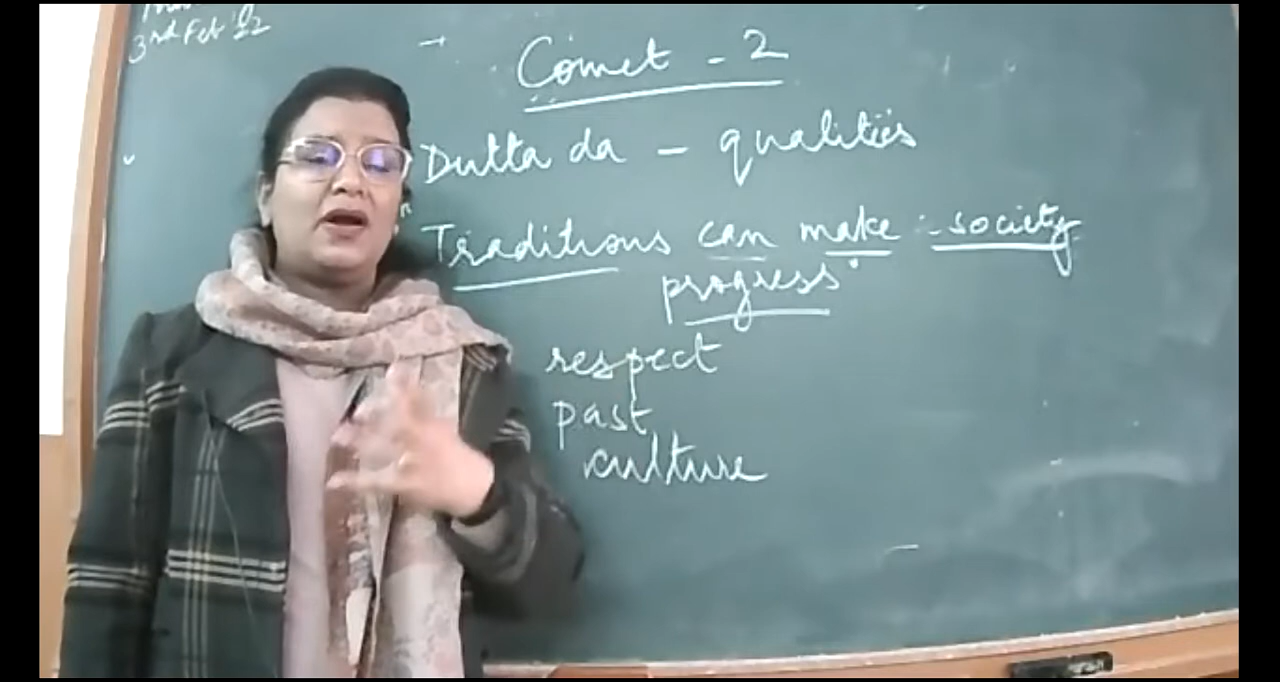 3rd Feb'22
Comet - 2
Dutta da - qualities
Traditions can make society
progress
respect
past
culture